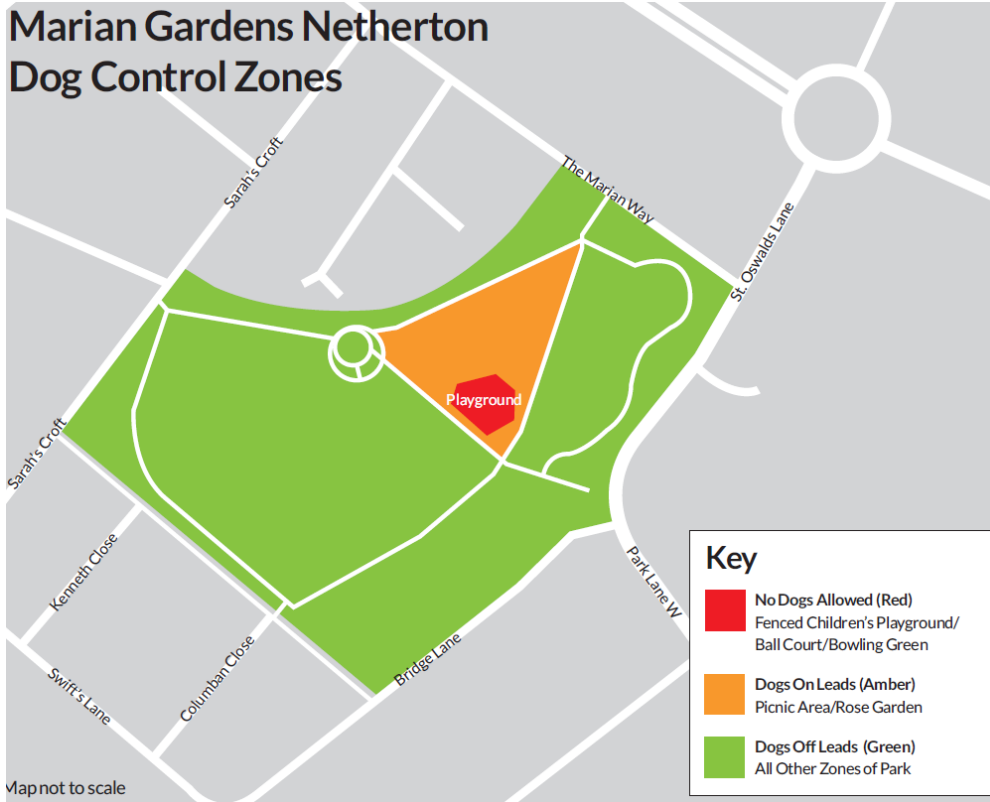 Marian Gardens Netherton
Dog Control Zones
Sarah's Croft
The Marian Way
St. Oswalds Lane
Playground
Sarah's Croft
Kenneth Close
Columban Close
Swift's Lane
Bridge Lane
Park Lane W
Key
No Dogs Allowed (Red)
Fenced Children's Playground/
Ball Court/Bowling Green
Dogs On Leads (Amber)
Picnic Area/Rose Garden
Dogs Off Leads (Green)
All Other Zones of Park
Map not to scale